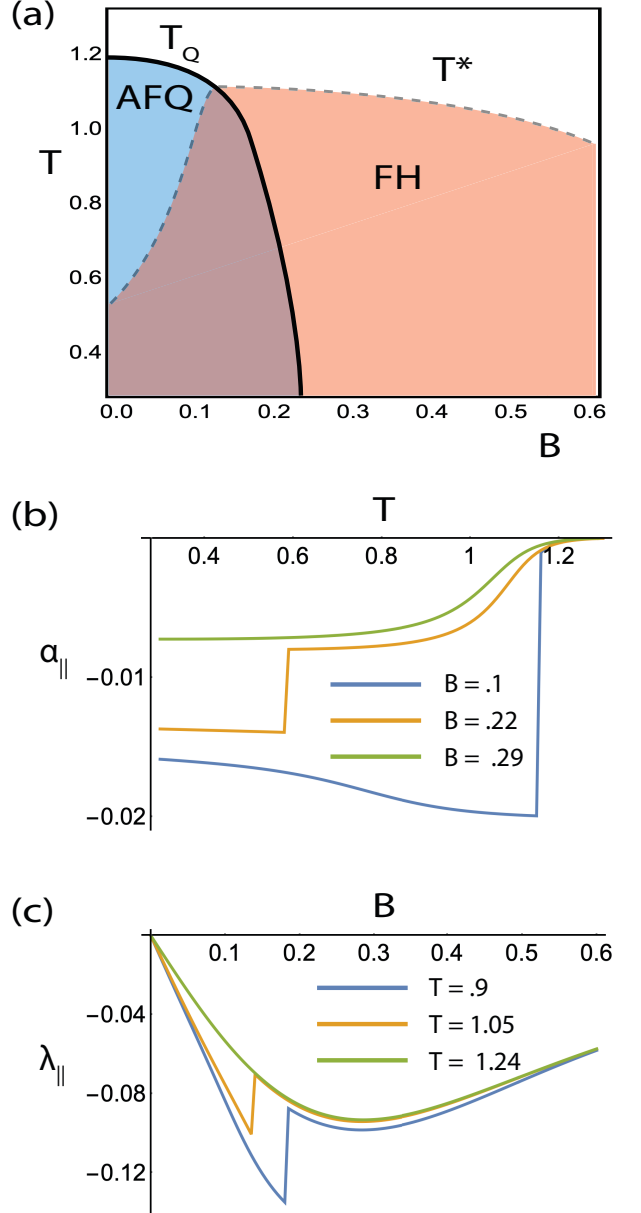 (a)
T_Q
T*
AFQ
FH
T
1.2
1.0
0.8
0.6
0.4
0.0 0.1 0.2 0.3 0.4 0.5 0.6
B
(b)
T
0.4 0.6 0.8 1 1.2
α_||
-0.01
-0.02
B = .1
B = .22
B = .29
(c)
B
0.1 0.2 0.3 0.4 0.5 0.6
λ_||
-0.04
-0.08
-0.12
T = .9
T = 1.05
T = 1.24